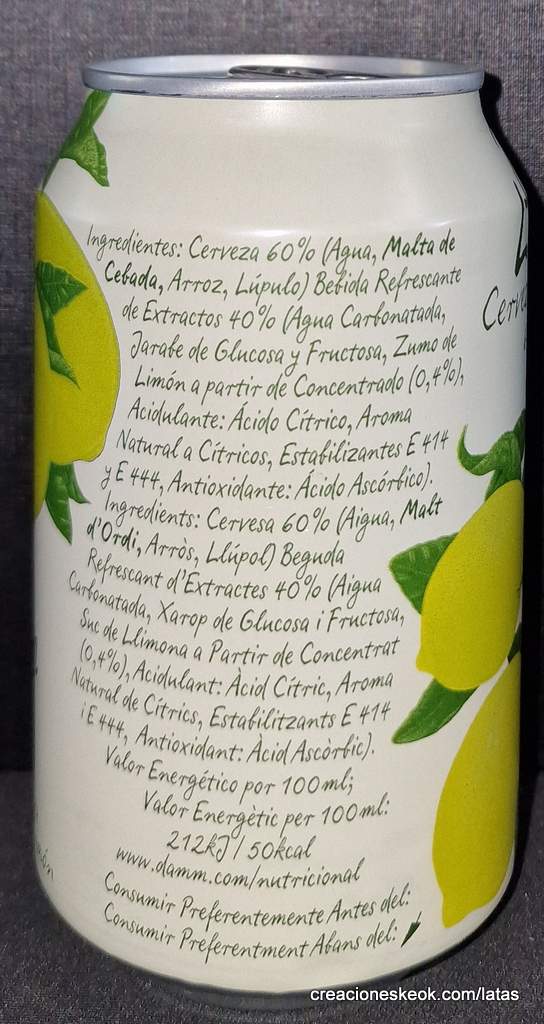 Ingredientes: Cerveza 60% (Agua, Malta de
Cebada, Arroz, Lúpulo) Bebida Refrescante
de Extractos 40% (Agua Carbonatada,
Jarabe de Glucosa y Fructosa, Zumo de
Limón a partir de Concentrado (0,4%),
Acidulante: Ácido Cítrico, Aroma
Natural a Cítricos, Estabilizantes E 414
y E 444, Antioxidante: Ácido Ascórbico).
Ingredients: Cervesa 60% (Aigua, Malt
d'Ordi, Arròs, Llúpol) Beguda
Refrescant d'Extractes 40% (Aigua
Carbonatada, Xarop de Glucosa i Fructosa,
Suc de Llimona a Partir de Concentrat
(0,4%), Acidulant: Àcid Cítric, Aroma
Natural de Cítrics, Estabilitzants E 414
i E 444, Antioxidant: Àcid Ascòrbic).
Valor Energético por 100ml;
Valor Energètic per 100ml:
212kJ / 50kcal
www.damm.com/nutricional
Consumir Preferentemente Antes del:
Consumir Preferentment Abans del:
creacioneskeok.com/latas